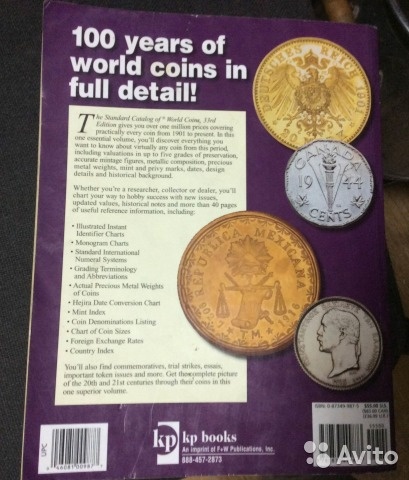 100 years of
world coins in
full detail!
The Standard Catalog of ® World Coins, 33rd
Edition gives you over one million prices covering
practically every coin from 1901 to present. In this
one essential volume, you'll discover everything you
want to know about virtually any coin from this period,
including valuations in up to five grades of preservation,
accurate mintage figures, metallic composition, precious
metal weights, mint and privy marks, dates, design
details and historical background.
Whether you're a researcher, collector or dealer, you'll
chart your way to hobby success with new issues,
updated values, historical notes and more than 40 pages
of useful reference information, including:
• Illustrated Instant
Identifier Charts
• Monogram Charts
• Standard International
Numeral Systems
• Grading Terminology
and Abbreviations
• Actual Precious Metal Weights
of Coins
• Hejira Date Conversion Chart
• Mint Index
• Coin Denominations Listing
• Chart of Coin Sizes
• Foreign Exchange Rates
• Country Index
You'll also find commemoratives, trial strikes, essais,
important token issues and more. Get the complete picture
of the 20th and 21st centuries through their coins in this
one superior volume.
DEUTSCHES REICH 1901
CANADA
19 44
CENTS
REPUBLICA MEXICANA
UPC
kp kp books
An imprint of F+W Publications, Inc.
888-457-2873
Avito